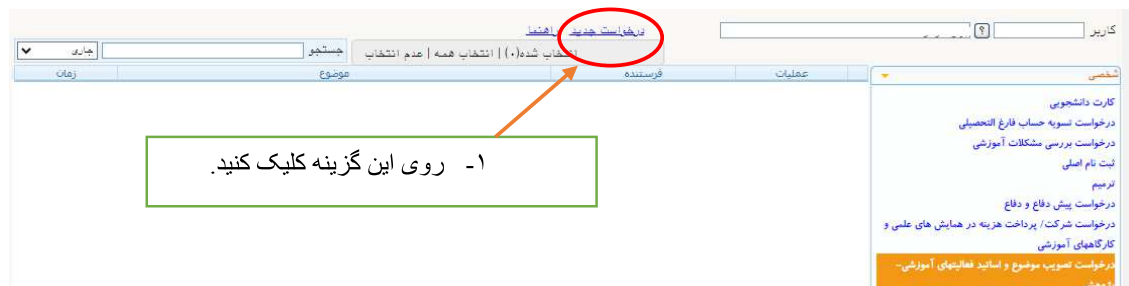 کاربر ؟
درخواست جدید راهنما
انتخاب شده(۰) | انتخاب همه | عدم انتخاب جستجو جاری
شخصی
عملیات فرستنده موضوع زمان
کارت دانشجویی
درخواست تسویه حساب فارغ التحصیلی
درخواست بررسی مشکلات آموزشی
ثبت نام اصلی
ترمیم
درخواست پیش دفاع و دفاع
درخواست شرکت/ پرداخت هزینه در همایش های علمی و
کارگاههای آموزشی
درخواست تصویب موضوع و اساتید فعالیتهای آموزشی-
۱- روی این گزینه کلیک کنید.